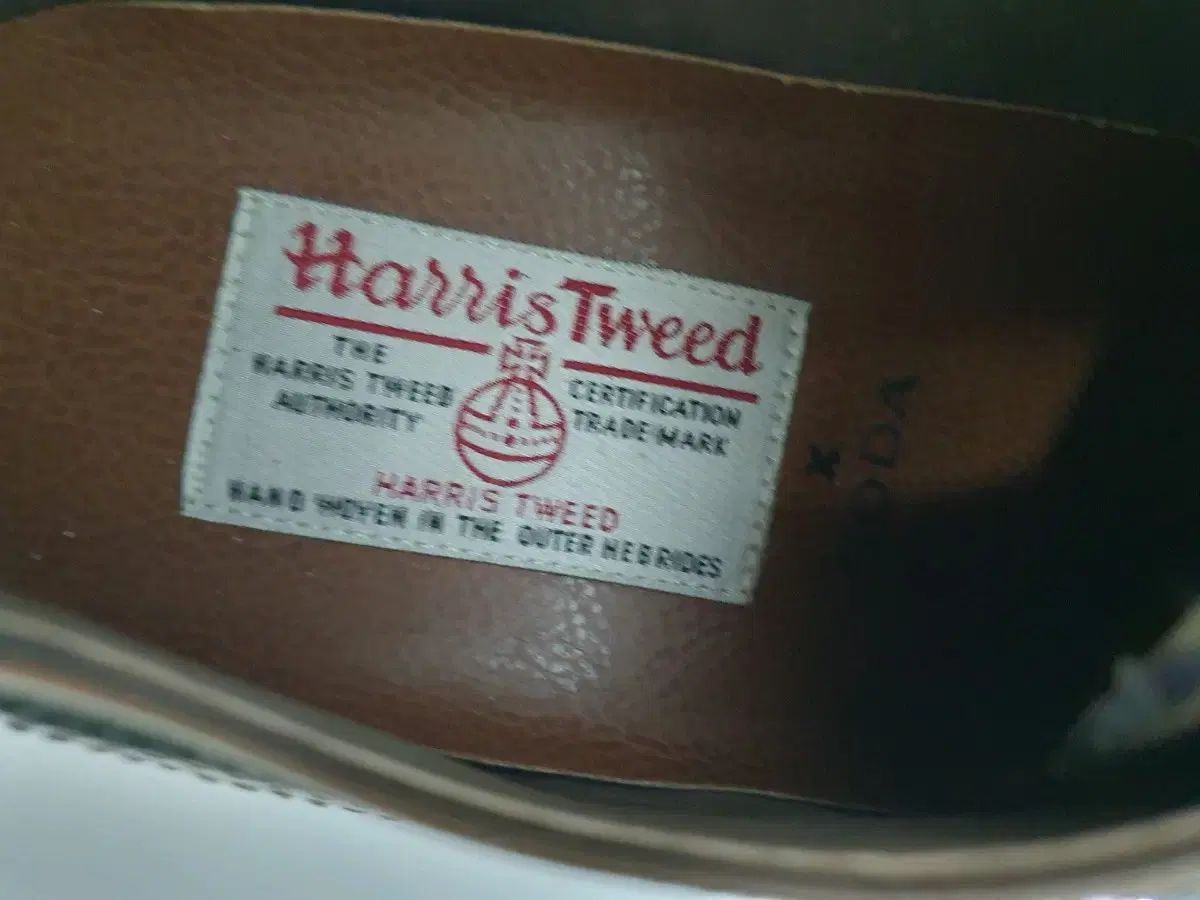 Harris Tweed
THE
HARRIS TWEED
AUTHORITY
CERTIFICATION
TRADE MARK
HARRIS TWEED
HAND WOVEN IN THE OUTER HEBRIDES
X